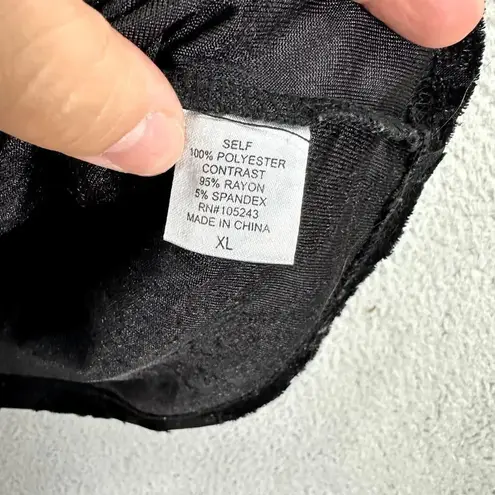 SELF
100% POLYESTER
CONTRAST
95% RAYON
5% SPANDEX
RN#105243
MADE IN CHINA
XL